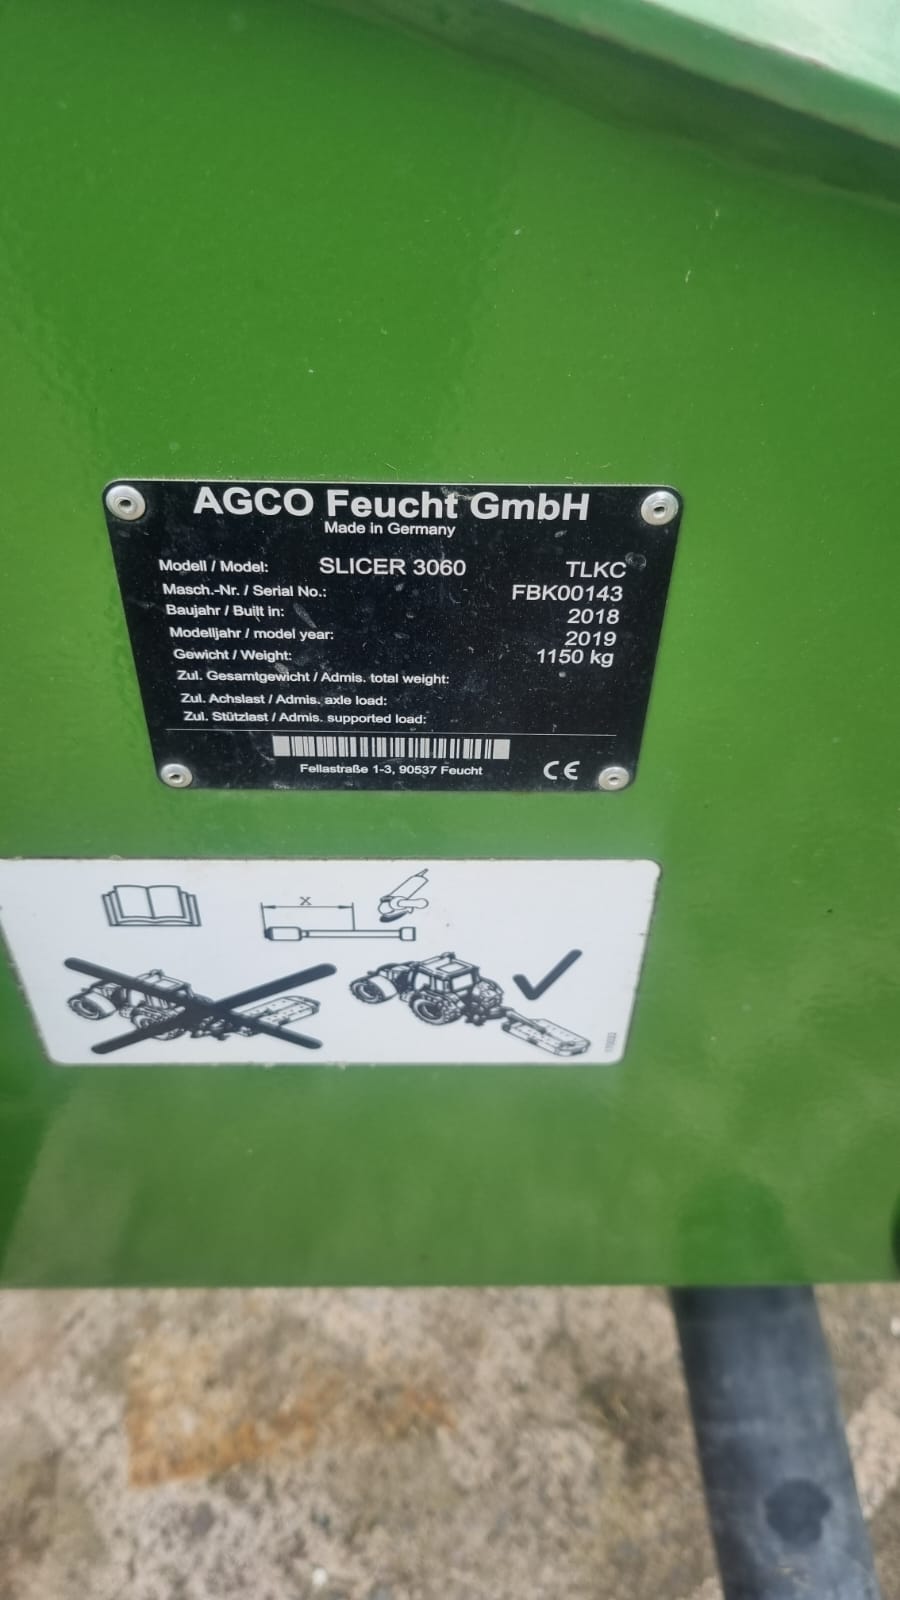 AGCO Feucht GmbH
Made in Germany
Modell / Model: SLICER 3060 TLKC
Masch.-Nr. / Serial No.: FBK00143
Baujahr / Built in: 2018
Modelljahr / model year: 2019
Gewicht / Weight: 1150 kg
Zul. Gesamtgewicht / Admis. total weight:
Zul. Achslast / Admis. axle load:
Zul. Stützlast / Admis. supported load:
Fellastraße 1-3, 90537 Feucht
CE
X